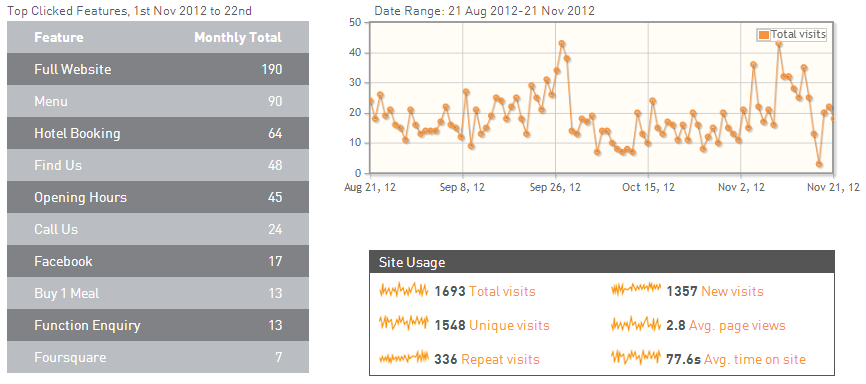 Top Clicked Features, 1st Nov 2012 to 22nd
Feature Monthly Total
Full Website 190
Menu 90
Hotel Booking 64
Find Us 48
Opening Hours 45
Call Us 24
Facebook 17
Buy 1 Meal 13
Function Enquiry 13
Foursquare 7
Date Range: 21 Aug 2012-21 Nov 2012
Total visits
50
40
30
20
10
0
Aug 21, 12 Sep 8, 12 Sep 26, 12 Oct 15, 12 Nov 2, 12 Nov 21, 12
Site Usage
1693 Total visits 1357 New visits
1548 Unique visits 2.8 Avg. page views
336 Repeat visits 77.6s Avg. time on site